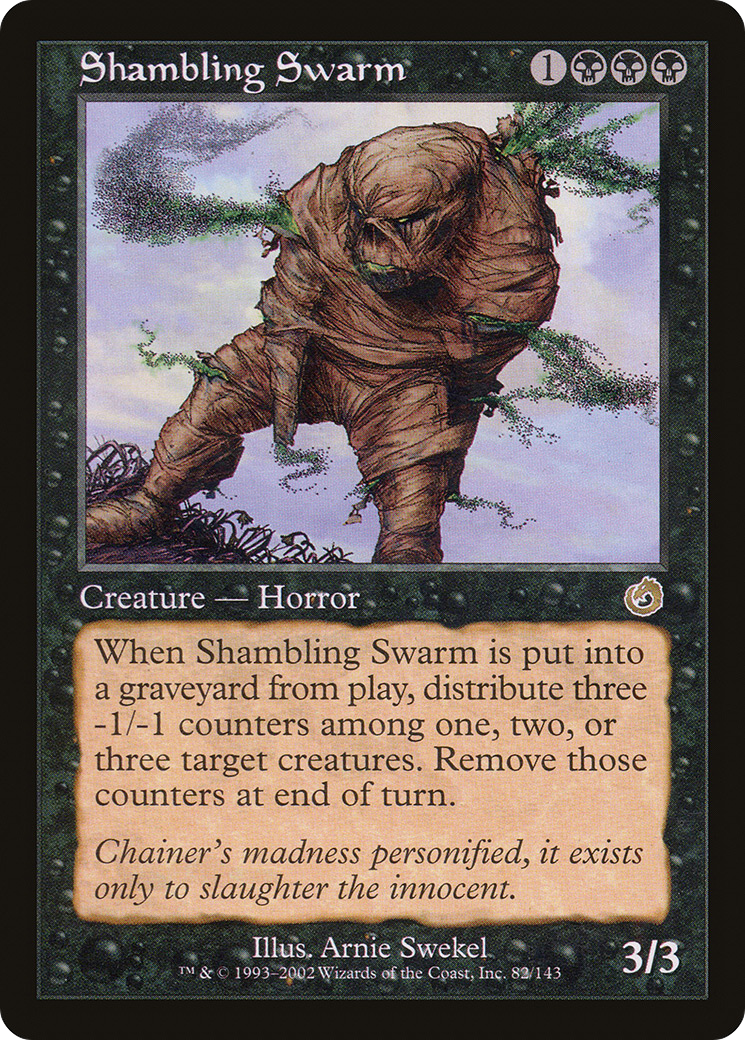 Shambling Swarm 1
Creature — Horror
When Shambling Swarm is put into
a graveyard from play, distribute three
-1/-1 counters among one, two, or
three target creatures. Remove those
counters at end of turn.
Chainer's madness personified, it exists
only to slaughter the innocent.
Illus. Arnie Swekel
™ & © 1993–2002 Wizards of the Coast, Inc. 82/143
3/3